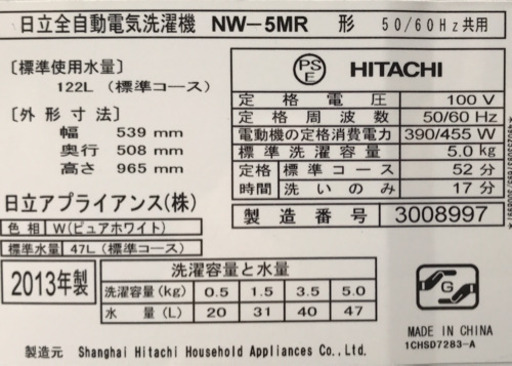 日立全自動電気洗濯機 NW-5MR 形 50/60Hz共用
〔標準使用水量〕
122L (標準コース)
〔外形寸法〕
幅 539 mm
奥行 508 mm
高さ 965 mm
日立アプライアンス(株)
色相 W(ピュアホワイト)
標準水量 47L (標準コース)
PS
E
HITACHI
定格電圧 100 V
定格周波数 50/60 Hz
電動機の定格消費電力 390/455 W
標準洗濯容量 5.0 kg
定格時間 標準コース 52 分
洗いのみ 17 分
製造番号 3008997
2013年製
洗濯容量と水量
洗濯容量(kg) 0.5 1.5 3.5 5.0
水量(L) 20 31 40 47
G
MADE IN CHINA
1CHSD7283-A
製造元 Shanghai Hitachi Household Appliances Co., Ltd.